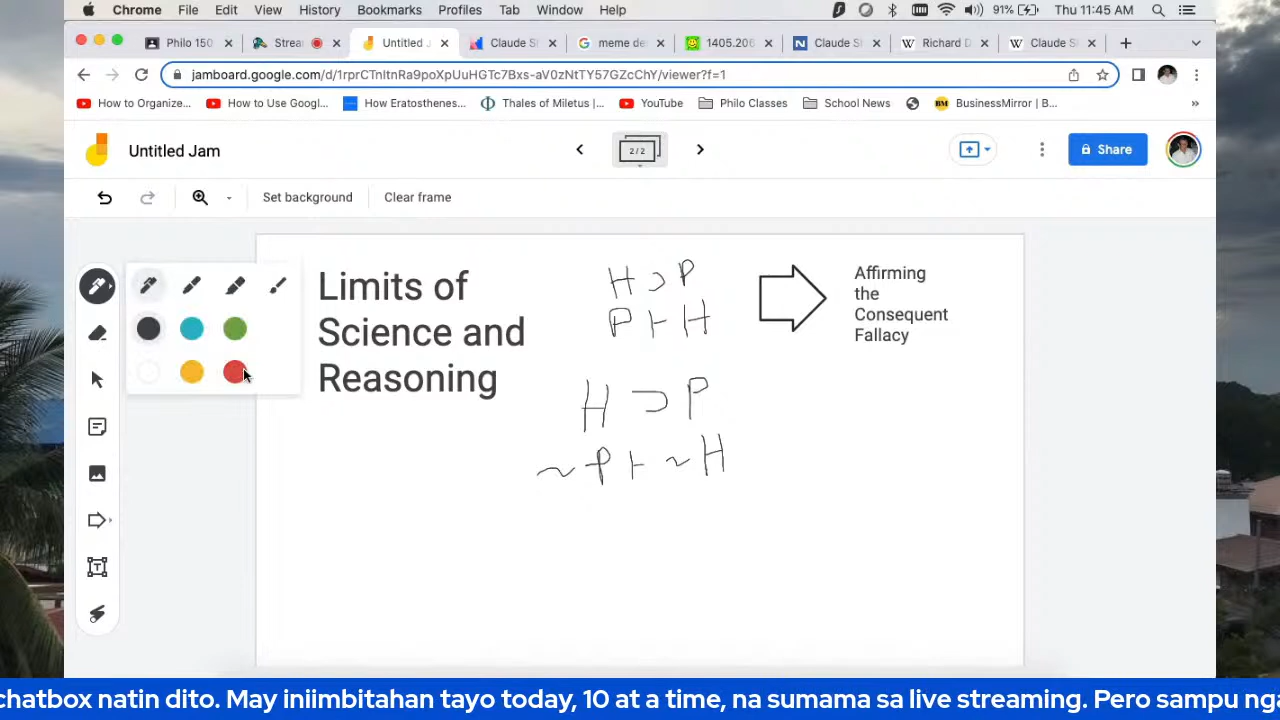 Chrome File Edit View History Bookmarks Profiles Tab Window Help 91% Thu 11:45 AM
Philo 150 Strea Untitled J Claude S meme de 1405.206 Claude S Richard D Claude S
jamboard.google.com/d/1rprCTnItnRa9poXpUuHGTc7Bxs-aV0zNtTY57GZcChY/viewer?f=1
How to Organize... How to Use Googl... How Eratosthenes... Thales of Miletus |... YouTube Philo Classes School News BusinessMirror | B... »
Untitled Jam 2/2 Share
Set background Clear frame
Limits of
Science and
Reasoning
H ⊃ P
P ⊢ H
H ⊃ P
~P ⊢ ~H
Affirming
the
Consequent
Fallacy
chatbox natin dito. May iniimbitahan tayo today, 10 at a time, na sumama sa live streaming. Pero sampu nga